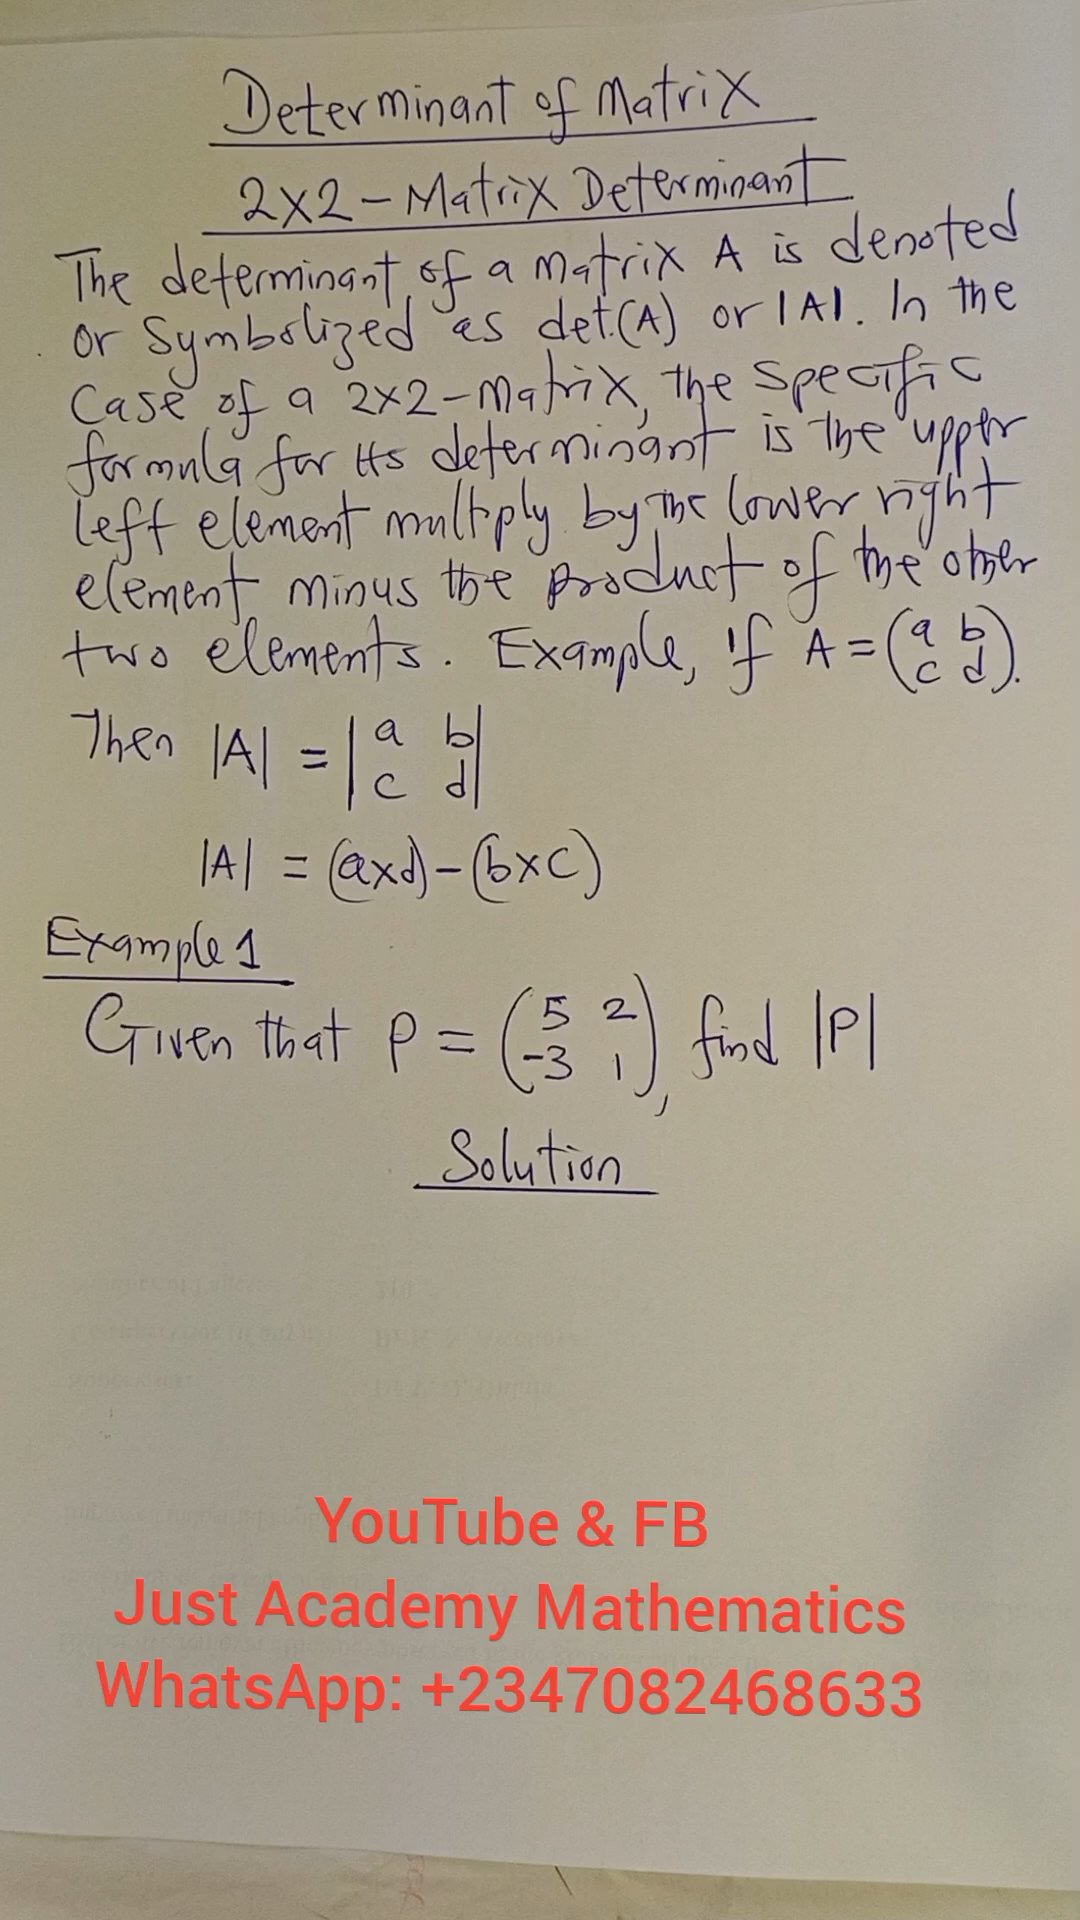 Determinant of Matrix
2x2-Matrix Determinant
The determinant of a Matrix A is denoted
or Symbolized as det.(A) or |A|. In the
Case of a 2x2-Matrix, the specific
formula for its determinant is the upper
left element multiply by the lower right
element minus the product of the other
two elements. Example, if A = (a b
c d).
Then |A| = |a b
c d|
|A| = (axd)-(bxc)
Example 1
Given that P = (5 2
-3 1), find |P|
Solution
YouTube & FB
Just Academy Mathematics
WhatsApp: +2347082468633